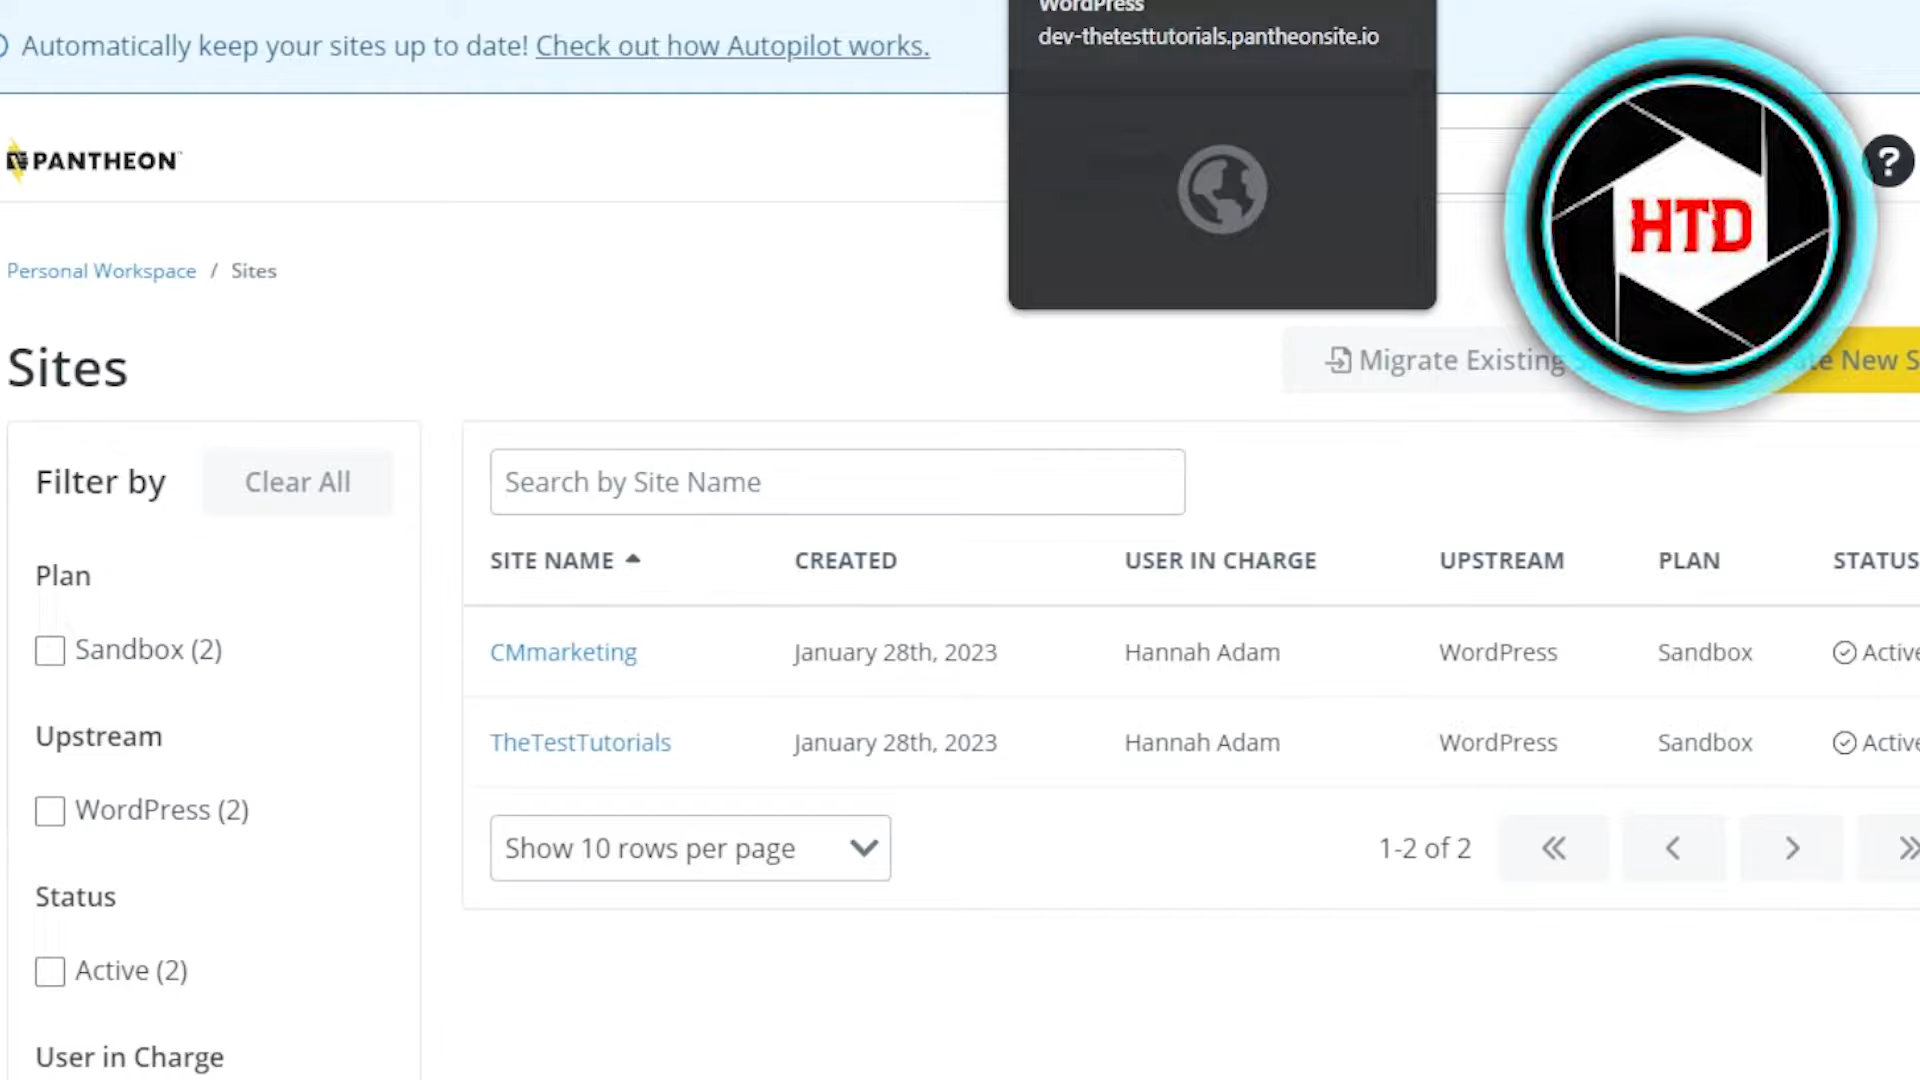 WordPress
dev-thetesttutorials.pantheonsite.io
Automatically keep your sites up to date! Check out how Autopilot works.
PANTHEON
HTD
?
Personal Workspace / Sites
Sites
Migrate Existing
New S
Filter by
Clear All
Search by Site Name
SITE NAME CREATED USER IN CHARGE UPSTREAM PLAN STATUS
Plan
Sandbox (2)
CMmarketing January 28th, 2023 Hannah Adam WordPress Sandbox Active
Upstream
TheTestTutorials January 28th, 2023 Hannah Adam WordPress Sandbox Active
WordPress (2)
Show 10 rows per page
1-2 of 2
Status
Active (2)
User in Charge